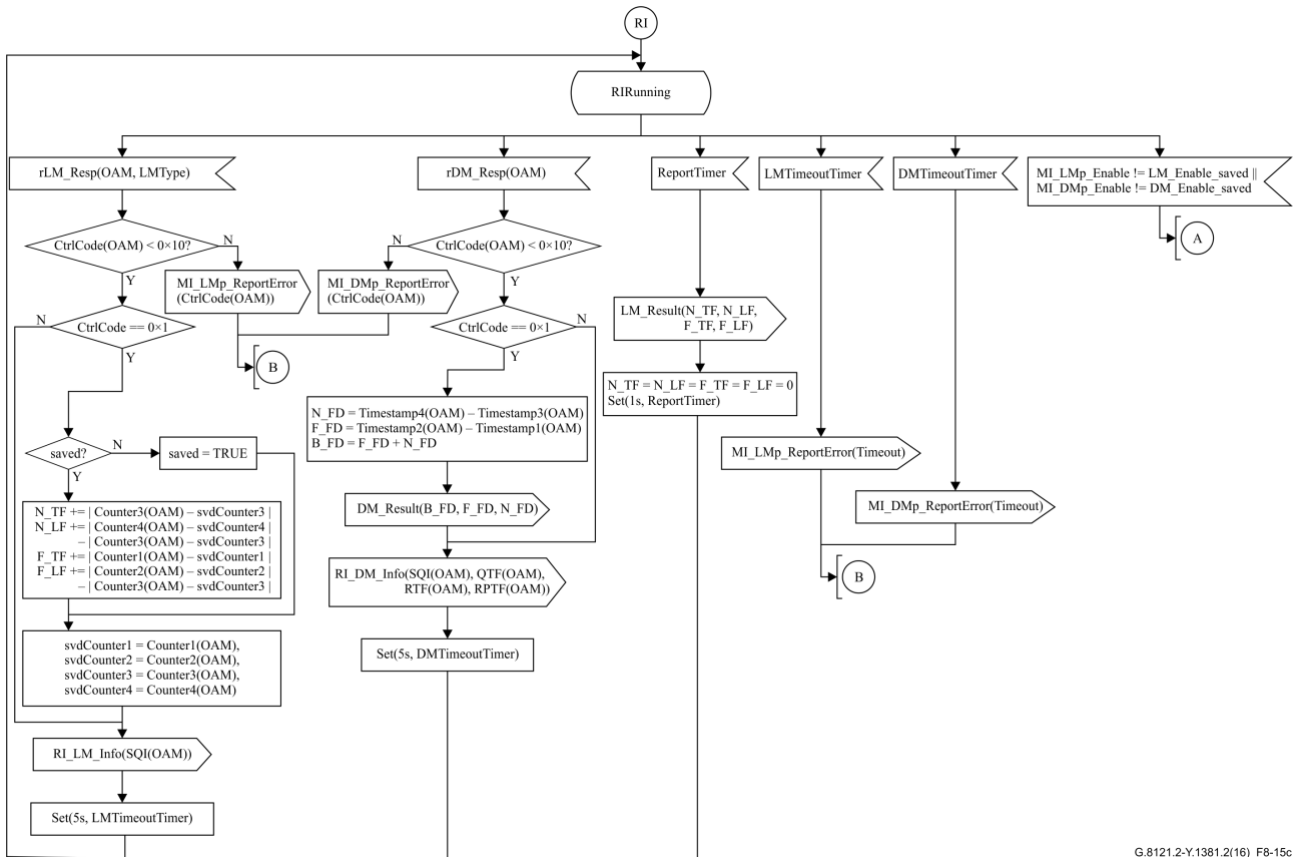 RI
RIRunning
rLM_Resp(OAM, LMType)
rDM_Resp(OAM)
ReportTimer
LMTimeoutTimer
DMTimeoutTimer
MI_LMp_Enable != LM_Enable_saved ||
MI_DMp_Enable != DM_Enable_saved
A
CtrlCode(OAM) < 0×10?
N
Y
N
CtrlCode(OAM) < 0×10?
Y
MI_LMp_ReportError
(CtrlCode(OAM))
MI_DMp_ReportError
(CtrlCode(OAM))
B
N
CtrlCode == 0×1
Y
CtrlCode == 0×1
N
Y
LM_Result(N_TF, N_LF,
F_TF, F_LF)
N_TF = N_LF = F_TF = F_LF = 0
Set(1s, ReportTimer)
N_FD = Timestamp4(OAM) – Timestamp3(OAM)
F_FD = Timestamp2(OAM) – Timestamp1(OAM)
B_FD = F_FD + N_FD
saved?
N
saved = TRUE
Y
MI_LMp_ReportError(Timeout)
N_TF += | Counter3(OAM) – svdCounter3 |
N_LF += | Counter4(OAM) – svdCounter4 |
– | Counter3(OAM) – svdCounter3 |
F_TF += | Counter1(OAM) – svdCounter1 |
F_LF += | Counter2(OAM) – svdCounter2 |
– | Counter3(OAM) – svdCounter3 |
DM_Result(B_FD, F_FD, N_FD)
MI_DMp_ReportError(Timeout)
B
RI_DM_Info(SQI(OAM), QTF(OAM),
RTF(OAM), RPTF(OAM))
svdCounter1 = Counter1(OAM),
svdCounter2 = Counter2(OAM),
svdCounter3 = Counter3(OAM),
svdCounter4 = Counter4(OAM)
Set(5s, DMTimeoutTimer)
RI_LM_Info(SQI(OAM))
Set(5s, LMTimeoutTimer)
G.8121.2-Y.1381.2(16)_F8-15c